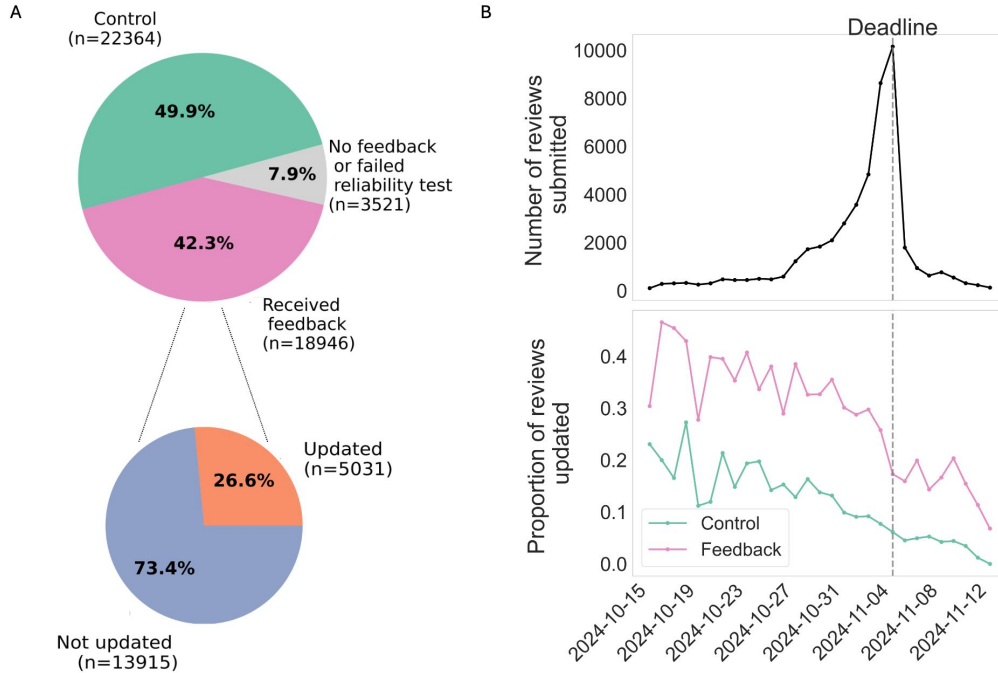 A
Control
(n=22364)
49.9%
No feedback
or failed
reliability test
(n=3521)
7.9%
42.3%
Received
feedback
(n=18946)
Updated
(n=5031)
26.6%
73.4%
Not updated
(n=13915)
B
Deadline
Number of reviews
submitted
10000
8000
6000
4000
2000
0
Proportion of reviews
updated
0.4
0.3
0.2
0.1
0.0
Control
Feedback
2024-10-15
2024-10-19
2024-10-23
2024-10-27
2024-10-31
2024-11-04
2024-11-08
2024-11-12